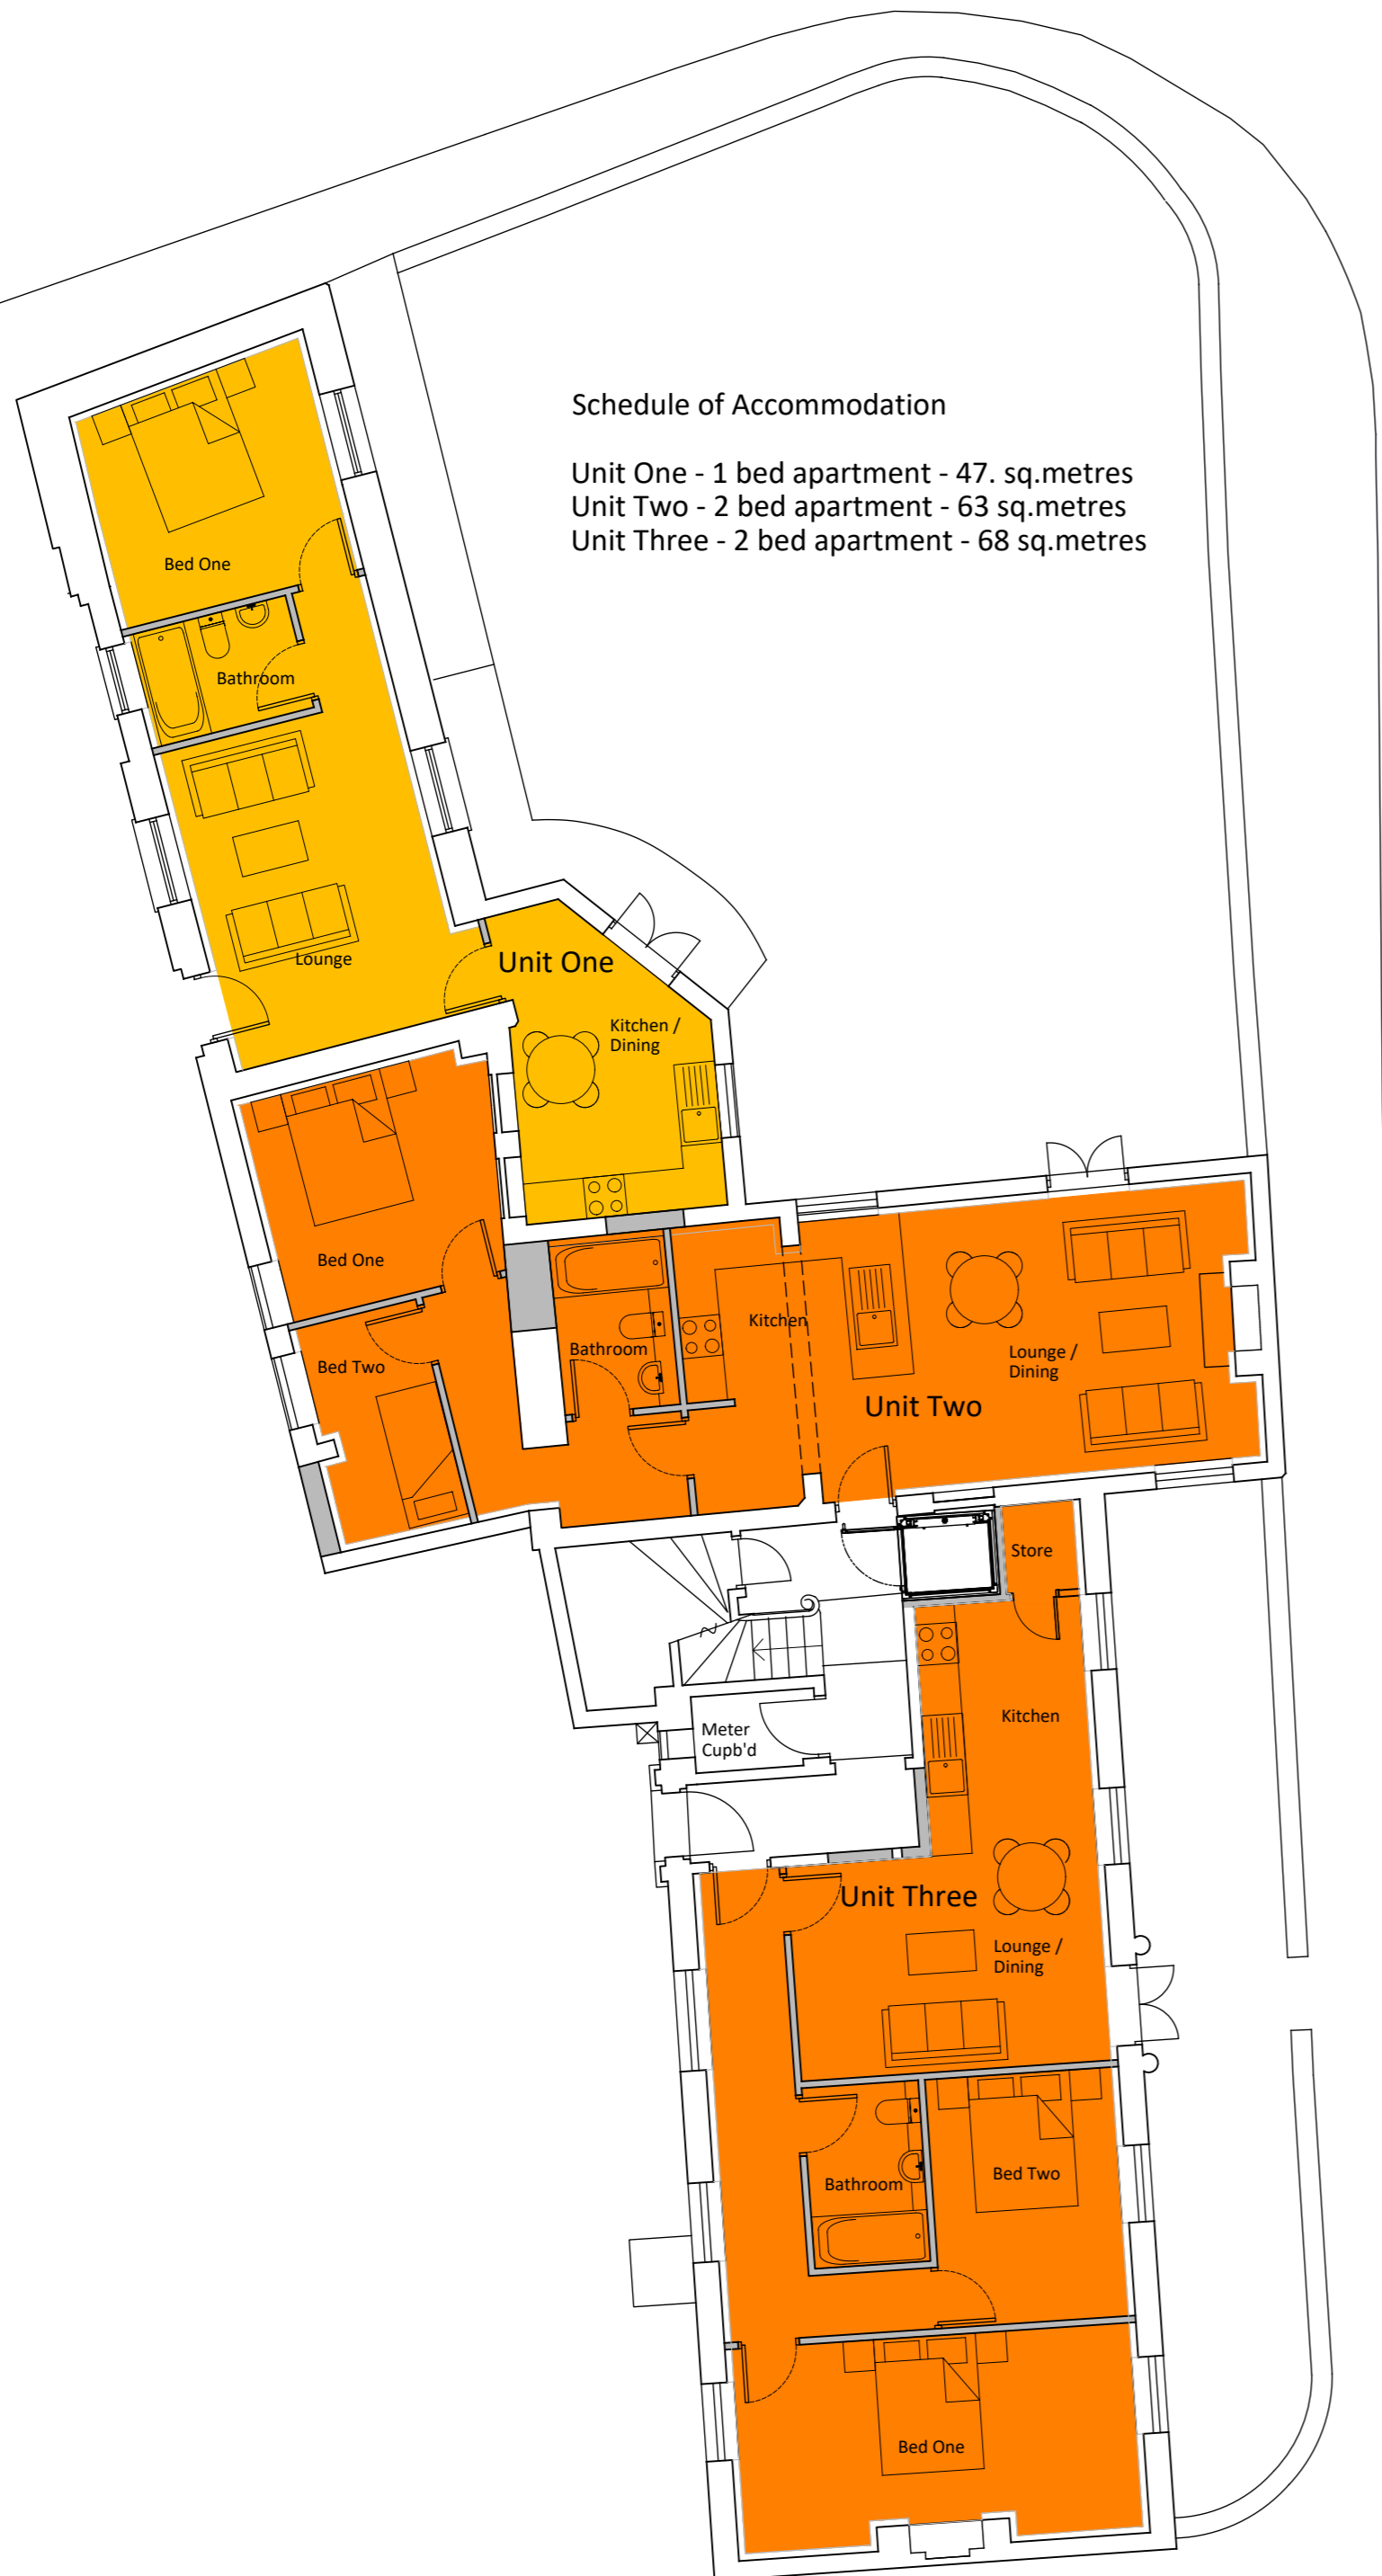 Schedule of Accommodation
Unit One - 1 bed apartment - 47. sq.metres
Unit Two - 2 bed apartment - 63 sq.metres
Unit Three - 2 bed apartment - 68 sq.metres
Bed One
Bathroom
Lounge
Unit One
Kitchen /
Dining
Bed One
Bed Two
Bathroom
Kitchen
Lounge /
Dining
Unit Two
Store
Kitchen
Meter
Cupb'd
Unit Three
Lounge /
Dining
Bathroom
Bed Two
Bed One